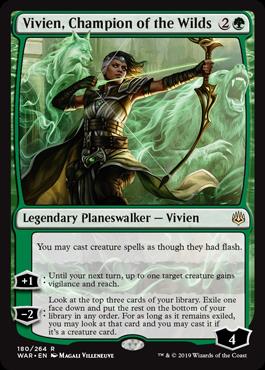 Vivien, Champion of the Wilds 2
Legendary Planeswalker — Vivien
You may cast creature spells as though they had flash.
+1: Until your next turn, up to one target creature gains
vigilance and reach.
−2: Look at the top three cards of your library. Exile one
face down and put the rest on the bottom of your
library in any order. For as long as it remains exiled,
you may look at that card and you may cast it if
it's a creature card.
4
180/264 R
WAR • EN Magali Villeneuve
™ & © 2019 Wizards of the Coast